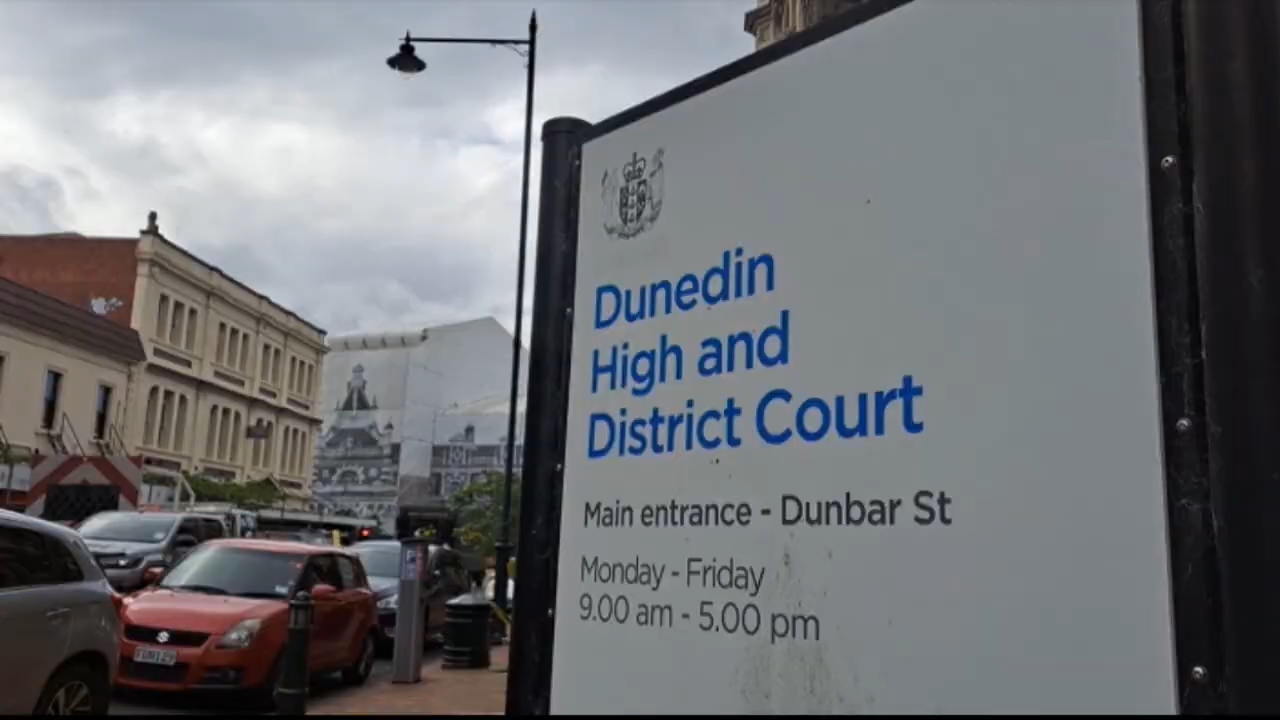 Dunedin
High and
District Court
Main entrance - Dunbar St
Monday - Friday
9.00 am - 5.00 pm